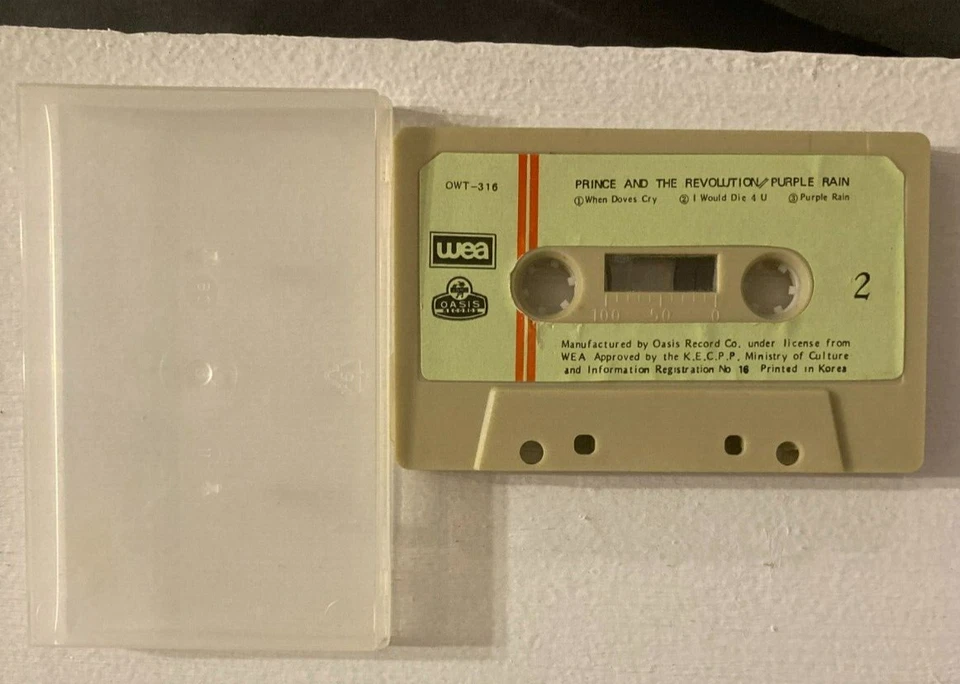 OWT-316
PRINCE AND THE REVOLUTION//PURPLE RAIN
①When Doves Cry ② I Would Die 4 U ③Purple Rain
wea
OASIS
RECORD
2
100 50 0
Manufactured by Oasis Record Co. under license from
WEA Approved by the K.E.C.P.P. Ministry of Culture
and Information Registration No 16 Printed in Korea